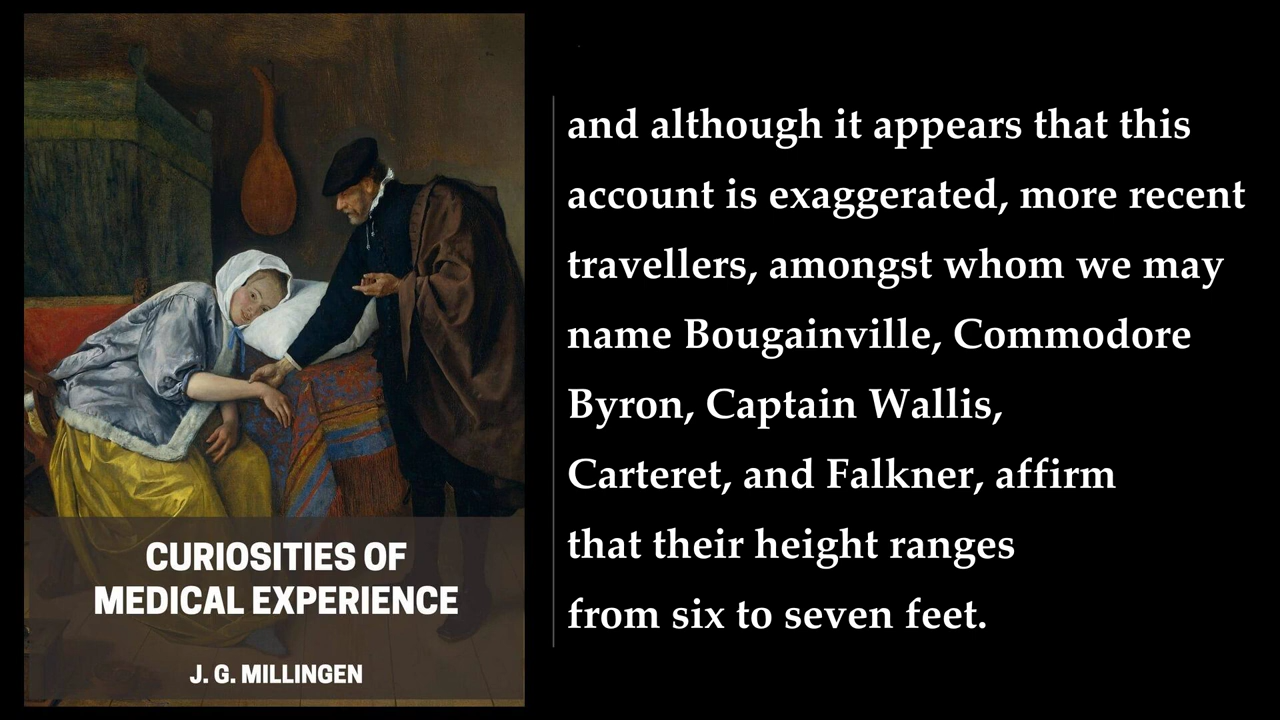 CURIOSITIES OF
MEDICAL EXPERIENCE
J. G. MILLINGEN
and although it appears that this
account is exaggerated, more recent
travellers, amongst whom we may
name Bougainville, Commodore
Byron, Captain Wallis,
Carteret, and Falkner, affirm
that their height ranges
from six to seven feet.